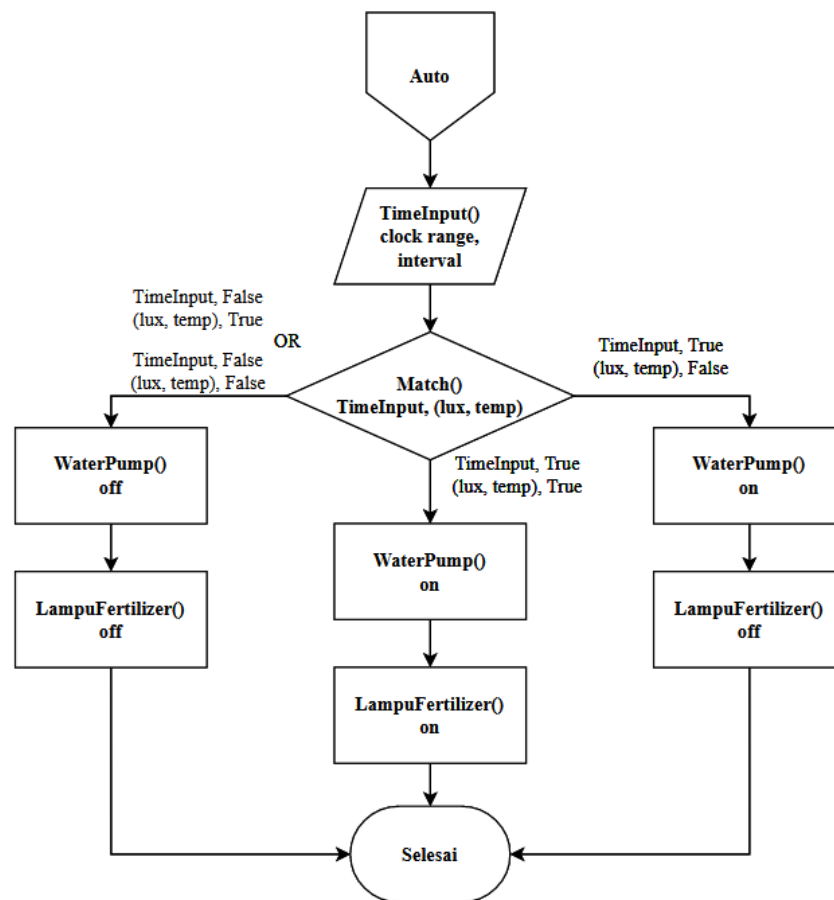 Auto
TimeInput()
clock range,
interval
TimeInput, False
(lux, temp), True
OR
TimeInput, False
(lux, temp), False
TimeInput, True
(lux, temp), False
Match()
TimeInput, (lux, temp)
TimeInput, True
(lux, temp), True
WaterPump()
off
WaterPump()
on
WaterPump()
on
LampuFertilizer()
off
LampuFertilizer()
on
LampuFertilizer()
off
Selesai